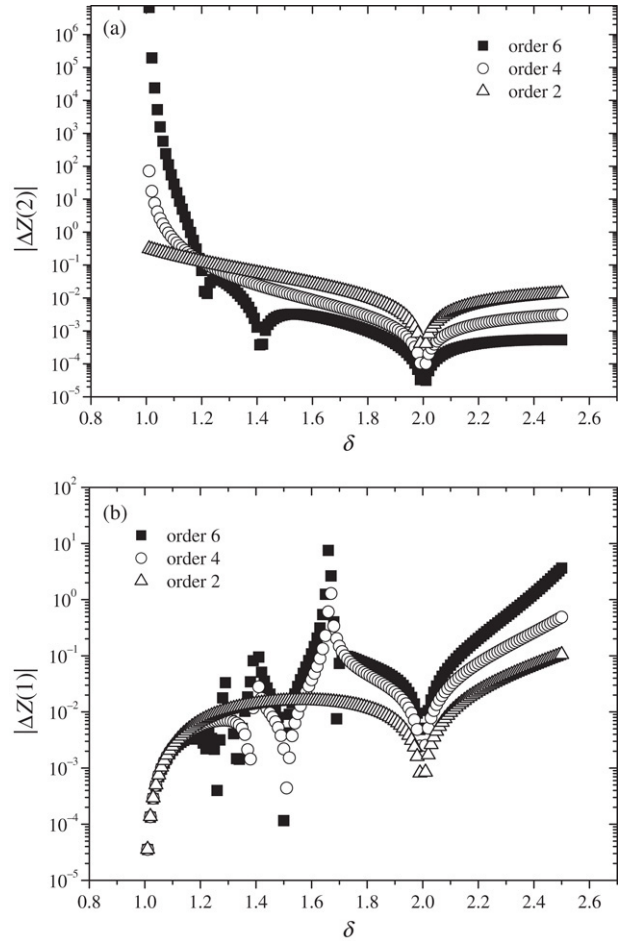 (a)
order 6
order 4
order 2
|ΔZ(2)|
10^6
10^5
10^4
10^3
10^2
10^1
10^0
10^-1
10^-2
10^-3
10^-4
10^-5
0.8 1.0 1.2 1.4 1.6 1.8 2.0 2.2 2.4 2.6
δ
(b)
order 6
order 4
order 2
|ΔZ(1)|
10^2
10^1
10^0
10^-1
10^-2
10^-3
10^-4
10^-5
0.8 1.0 1.2 1.4 1.6 1.8 2.0 2.2 2.4 2.6
δ